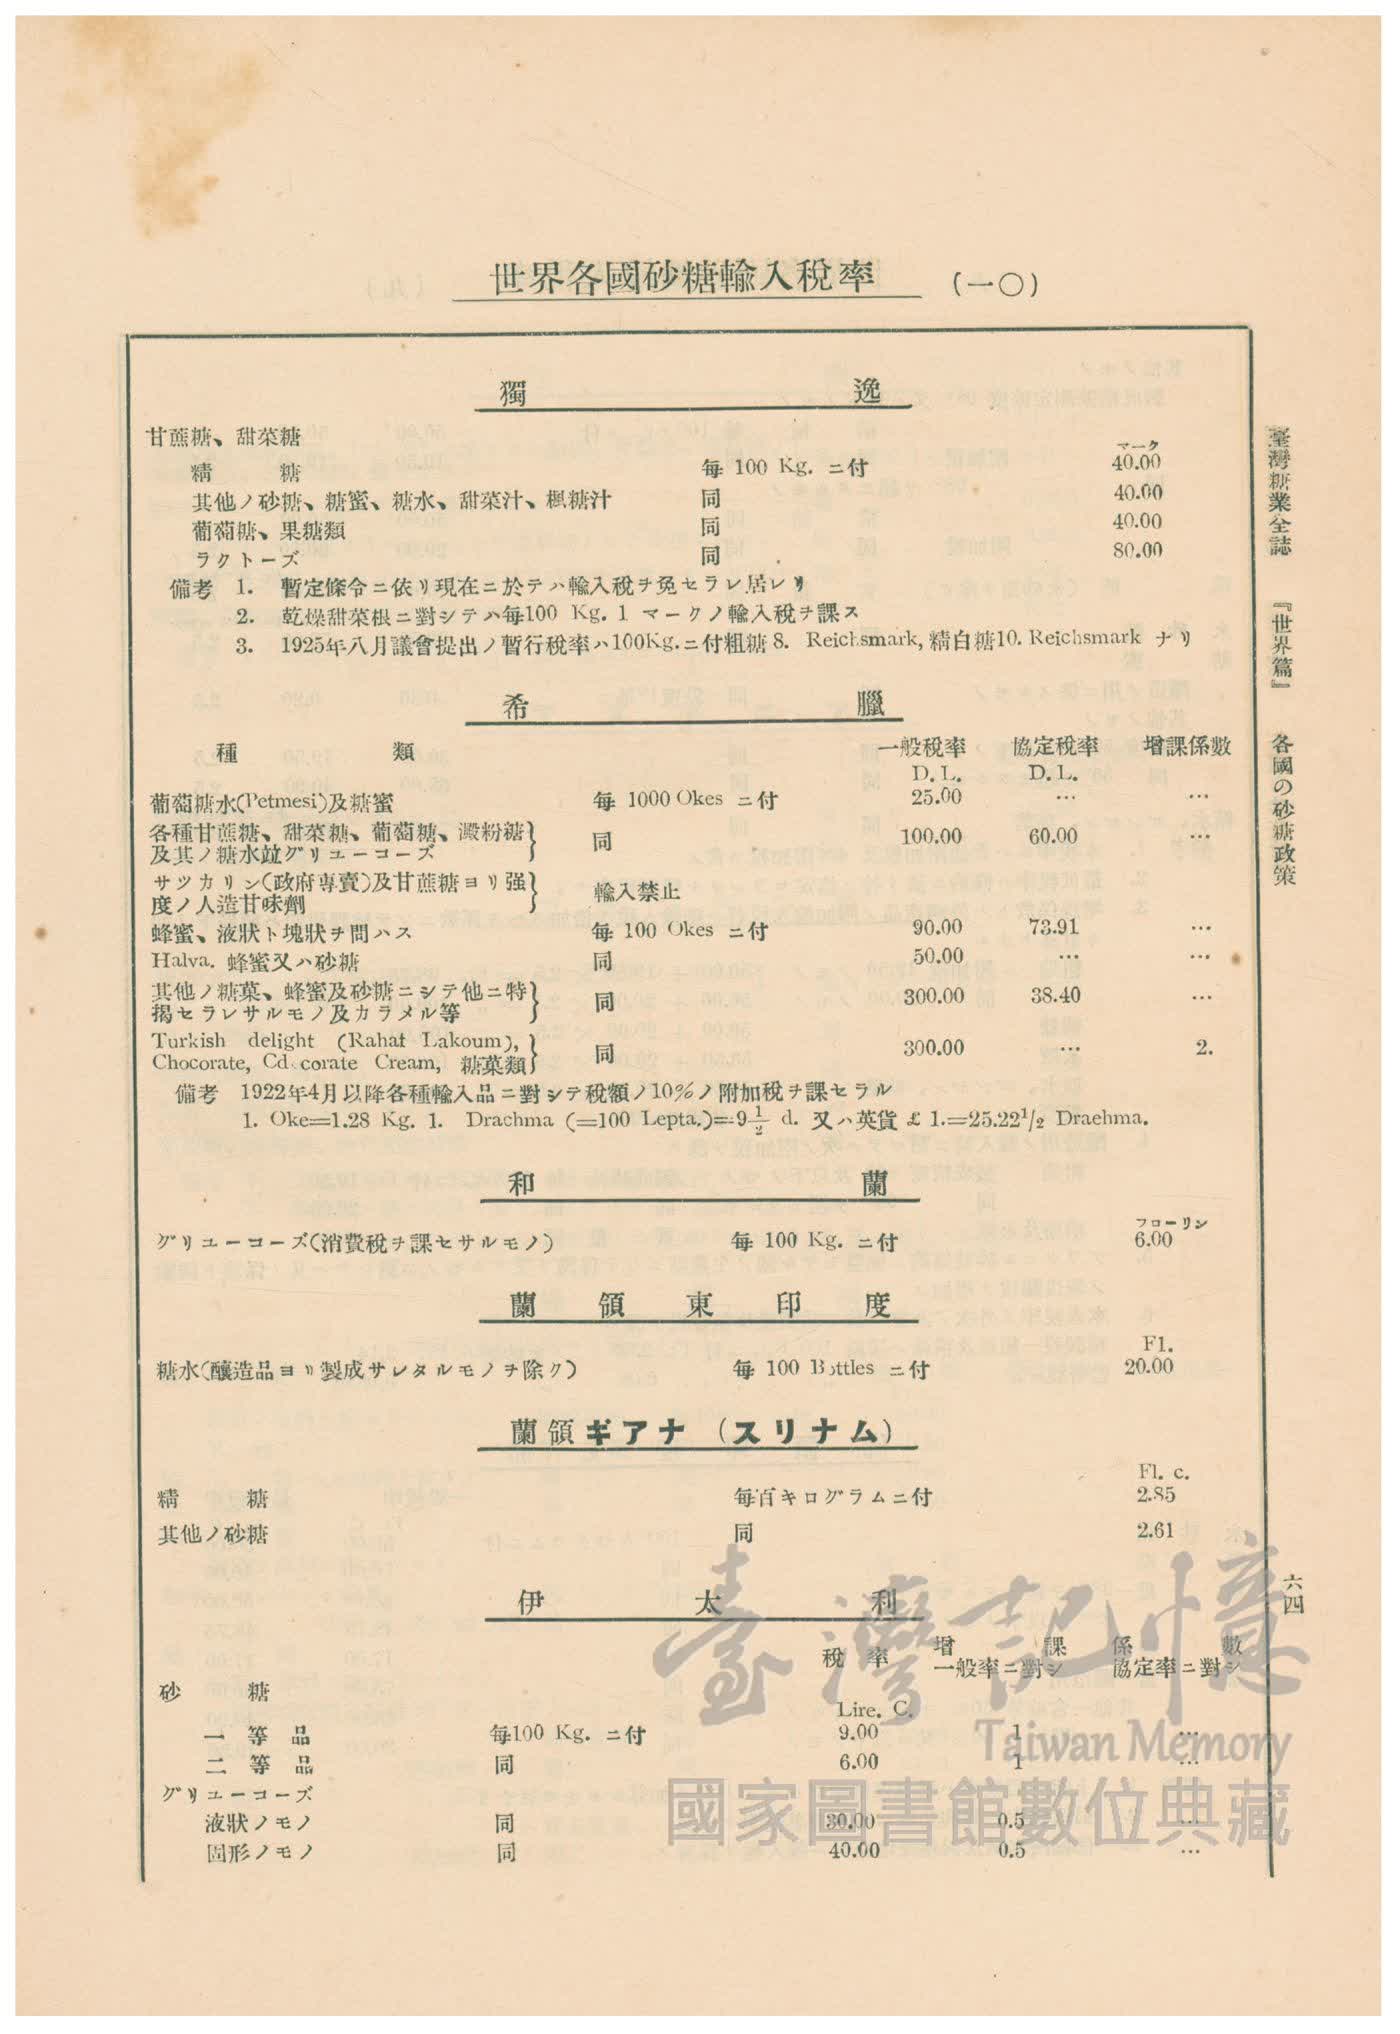 世界各國砂糖輸入稅率 (一〇)
獨逸
甘蔗糖、甜菜糖
マーク
精糖 每 100 Kg. ニ付 40.00
其他ノ砂糖、糖蜜、糖水、甜菜汁、楓糖汁 同 40.00
葡萄糖、果糖類 同 40.00
ラクトーズ 同 80.00
備考 1. 暫定條令ニ依リ現在ニ於テハ輸入稅ヲ免セラレ居レリ
2. 乾燥甜菜根ニ對シテハ每100 Kg. 1 マークノ輸入稅ヲ課ス
3. 1925年八月議會提出ノ暫行稅率ハ100Kg.ニ付粗糖 8. Reichsmark, 精白糖10. Reichsmark ナリ
希臘
種類 一般稅率 協定稅率 增課係數
D. L. D. L.
葡萄糖水(Petmesi)及糖蜜 每 1000 Okes ニ付 25.00 … …
各種甘蔗糖、甜菜糖、葡萄糖、澱粉糖
及其ノ糖水竝グリユーコーズ 同 100.00 60.00 …
サツカリン(政府専賣)及甘蔗糖ヨリ强
度ノ人造甘味劑 輸入禁止
蜂蜜、液狀ト塊狀ヲ問ハス 每 100 Okes ニ付 90.00 73.91 …
Halva. 蜂蜜又ハ砂糖 同 50.00 … …
其他ノ糖菓、蜂蜜及砂糖ニシテ他ニ特
揭セラレサルモノ及カラメル等 同 300.00 38.40 …
Turkish delight (Rahat Lakoum),
Chocorate, Cd corate Cream, 糖菓類 同 300.00 … 2.
備考 1922年4月以降各種輸入品ニ對シテ稅額ノ10%ノ附加稅ヲ課セラル
1. Oke=1.28 Kg. 1. Drachma (=100 Lepta.)=9½ d. 又ハ英貨 £ 1.=25.22½ Draehma.
和蘭
フローリン
グリユーコーズ(消費稅ヲ課セサルモノ) 每 100 Kg. ニ付 6.00
蘭領東印度
Fl.
糖水(釀造品ヨリ製成サレタルモノヲ除ク) 每 100 Bottles ニ付 20.00
蘭領ギアナ(スリナム)
Fl. c.
精糖 每百キログラムニ付 2.85
其他ノ砂糖 同 2.61
伊太利
稅率 增課係數
一般率ニ對シ 協定率ニ對シ
砂糖
Lire. C.
一等品 每100 Kg. ニ付 9.00 1 …
二等品 同 6.00 1 …
グリユーコーズ
液狀ノモノ 同 30.00 0.5 …
固形ノモノ 同 40.00 0.5 …
臺灣糖業全誌 『世界篇』 各國の砂糖政策
六四
臺灣記憶
Taiwan Memory
國家圖書館數位典藏